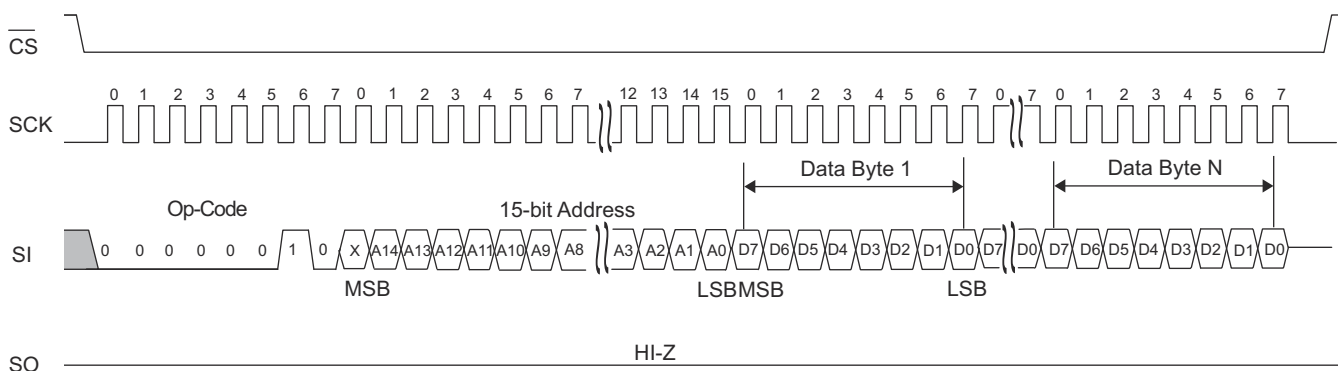 CS
0 1 2 3 4 5 6 7 0 1 2 3 4 5 6 7 12 13 14 15 0 1 2 3 4 5 6 7 0 7 0 1 2 3 4 5 6 7
SCK
Data Byte 1 Data Byte N
Op-Code 15-bit Address
SI 0 0 0 0 0 0 1 0 X A14 A13 A12 A11 A10 A9 A8 A3 A2 A1 A0 D7 D6 D5 D4 D3 D2 D1 D0 D7 D0 D7 D6 D5 D4 D3 D2 D1 D0
MSB LSB MSB LSB
HI-Z
SO